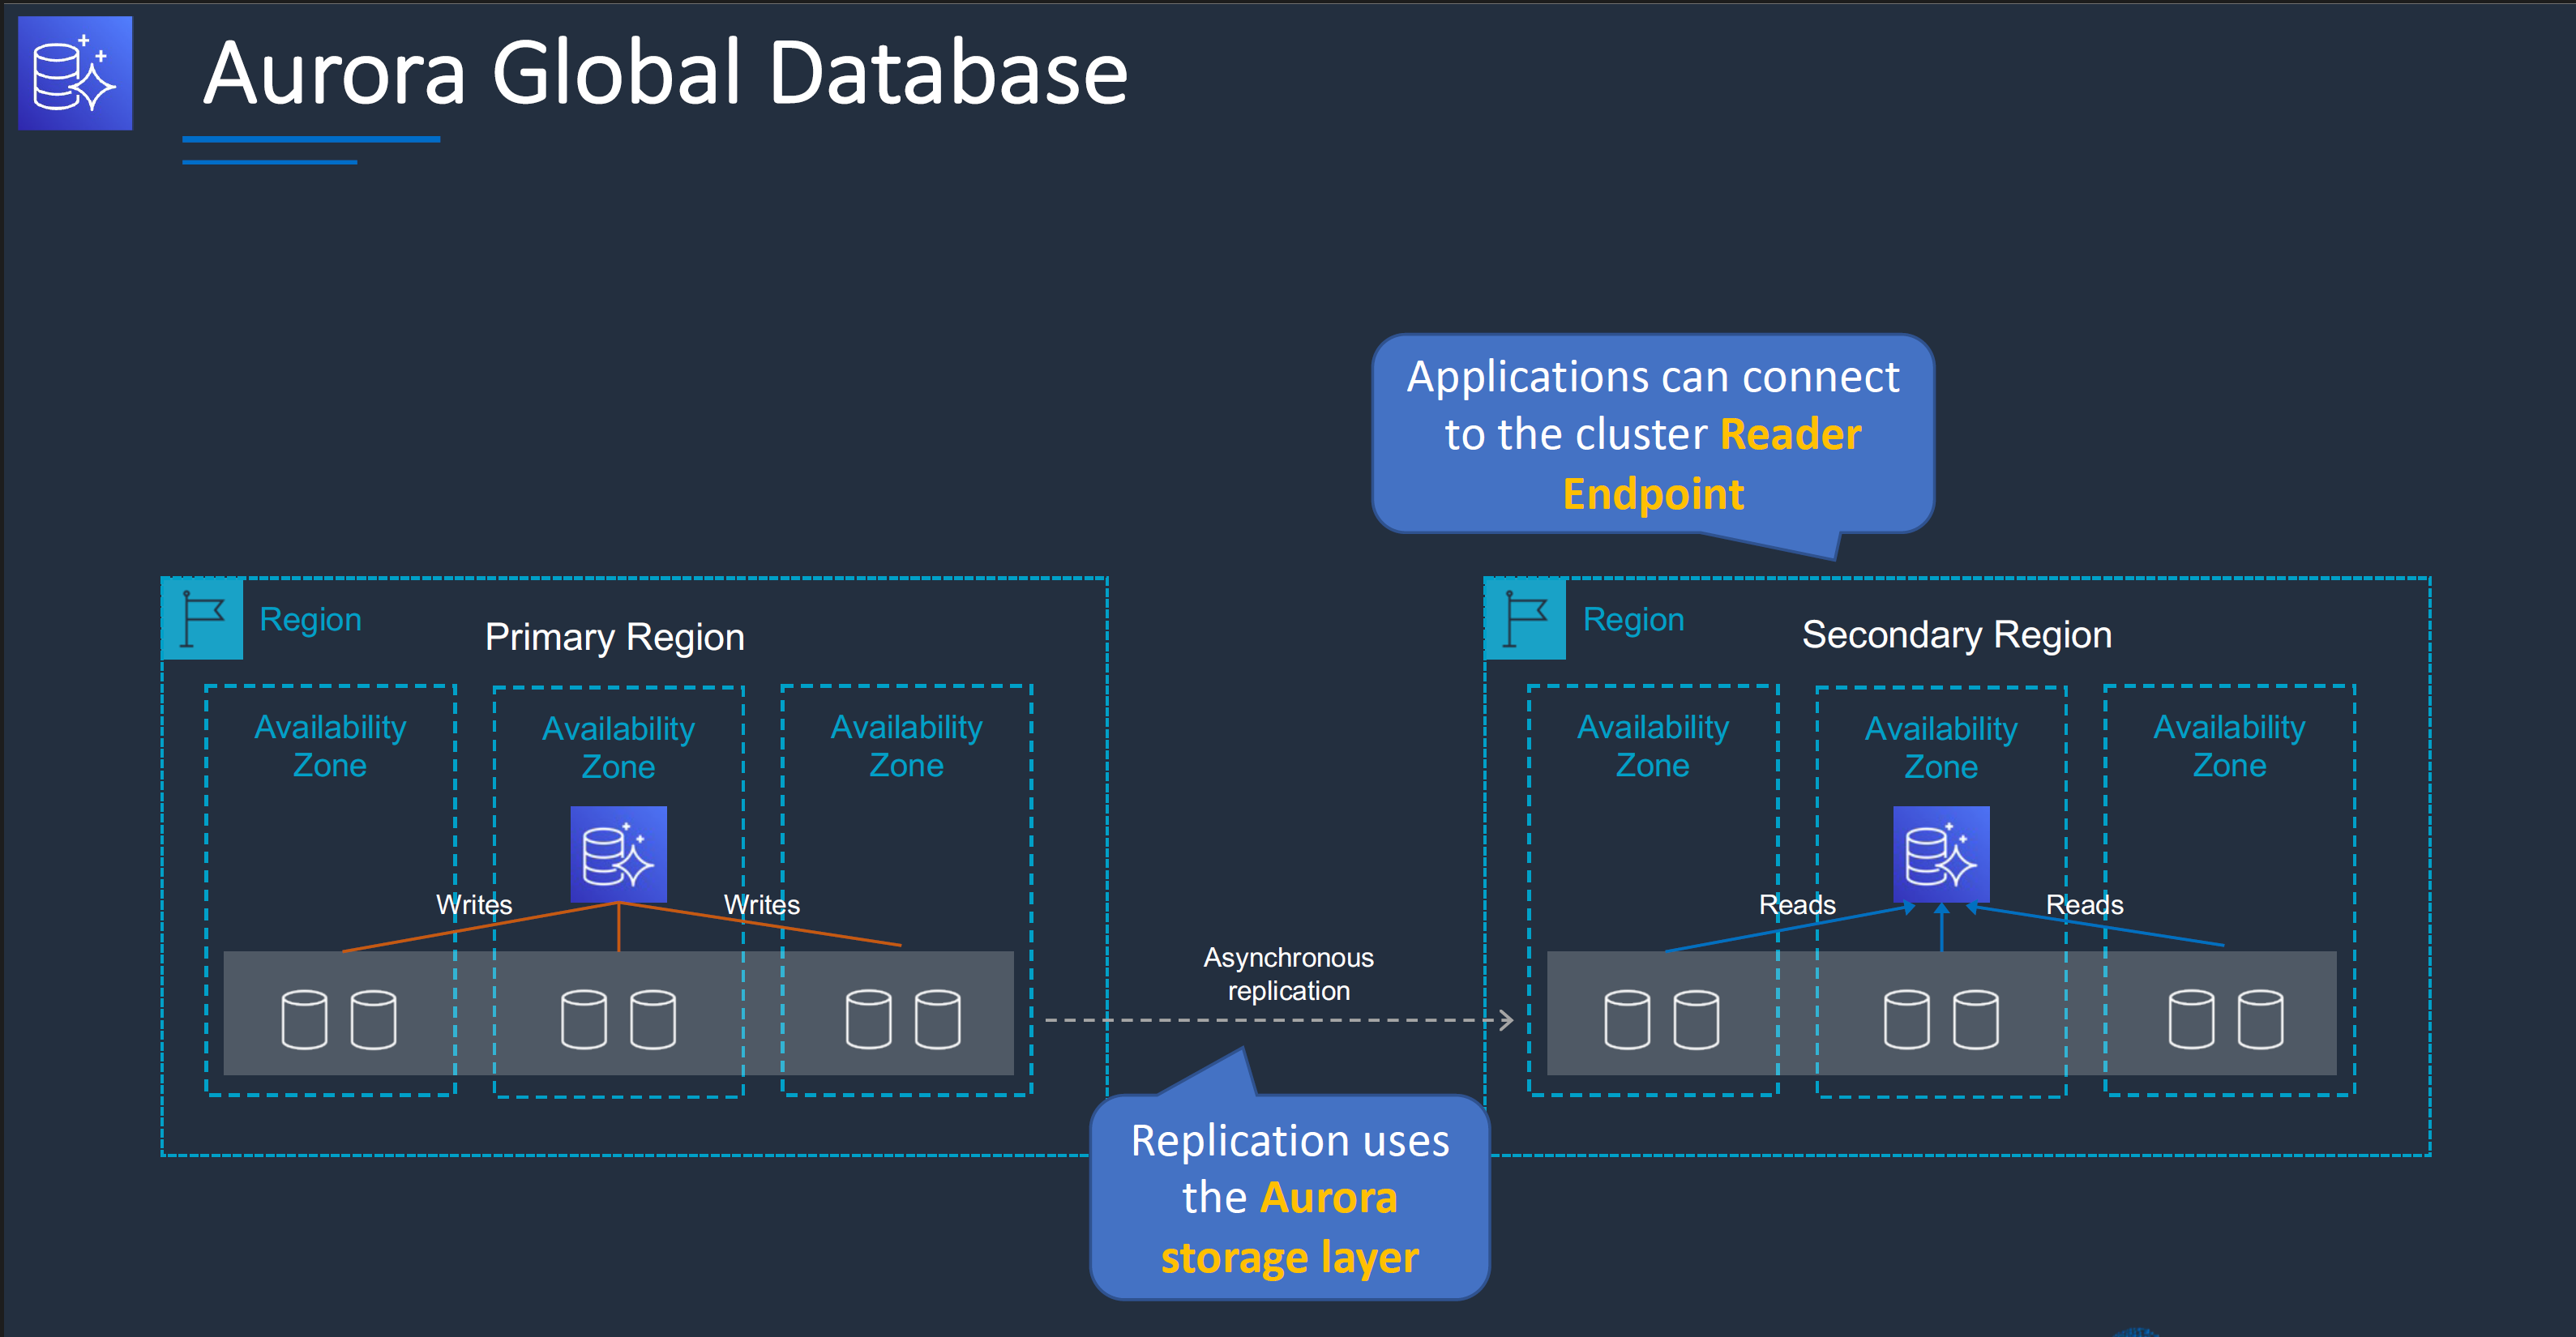 Aurora Global Database
Applications can connect
to the cluster Reader
Endpoint
Region
Primary Region
Availability
Zone
Availability
Zone
Availability
Zone
Writes
Writes
Asynchronous
replication
Replication uses
the Aurora
storage layer
Region
Secondary Region
Availability
Zone
Availability
Zone
Availability
Zone
Reads
Reads